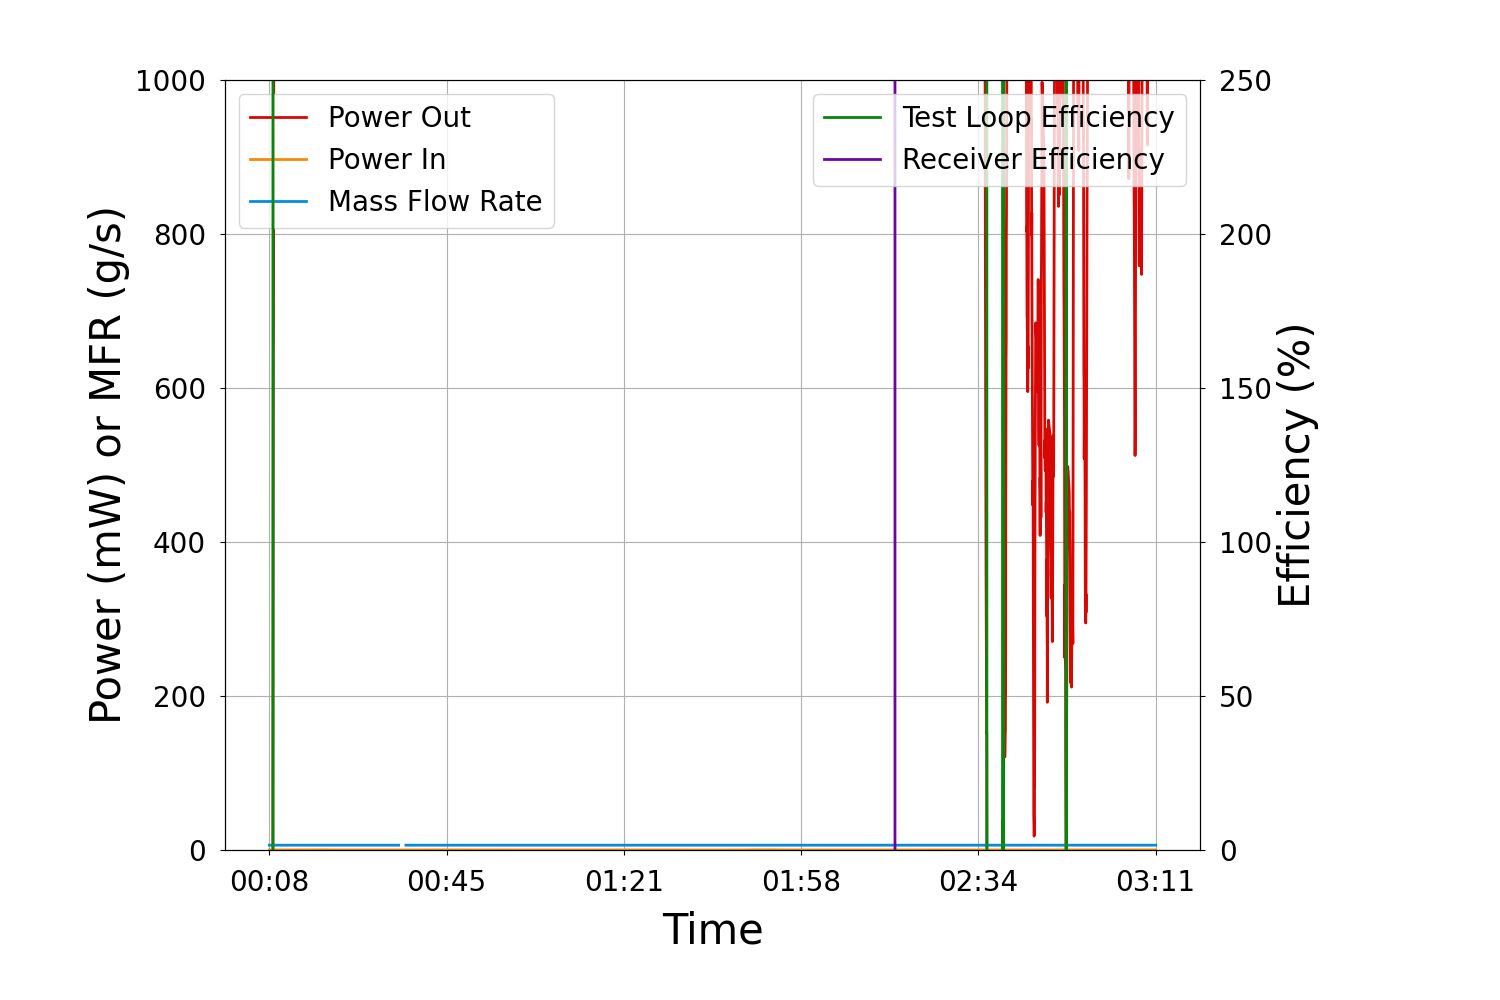 1000
800
600
400
200
0
Power (mW) or MFR (g/s)
Power Out
Power In
Mass Flow Rate
Test Loop Efficiency
Receiver Efficiency
250
200
150
100
50
0
Efficiency (%)
00:08
00:45
01:21
01:58
02:34
03:11
Time